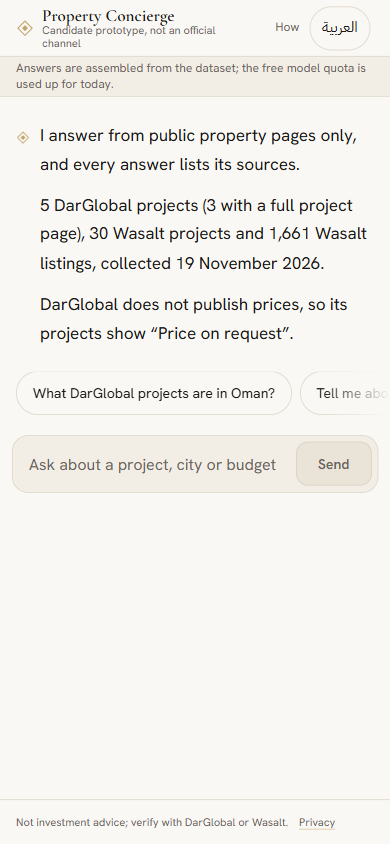 Property Concierge
Candidate prototype, not an official
channel
How
العربية
Answers are assembled from the dataset; the free model quota is
used up for today.
I answer from public property pages only,
and every answer lists its sources.
5 DarGlobal projects (3 with a full project
page), 30 Wasalt projects and 1,661 Wasalt
listings, collected 19 November 2026.
DarGlobal does not publish prices, so its
projects show “Price on request”.
What DarGlobal projects are in Oman?
Tell me abo
Ask about a project, city or budget
Send
Not investment advice; verify with DarGlobal or Wasalt.
Privacy